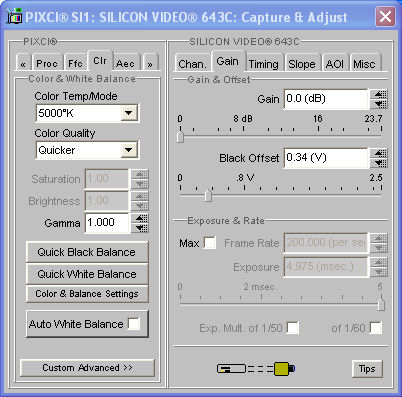 PIXCI® SI1: SILICON VIDEO® 643C: Capture & Adjust
PIXCI®
« Proc Ffc Clr Aec »
Color & White Balance
Color Temp/Mode
5000°K
Color Quality
Quicker
Saturation 1.00
Brightness 1.00
Gamma 1.000
Quick Black Balance
Quick White Balance
Color & Balance Settings
Auto White Balance
Custom Advanced >>
SILICON VIDEO® 643C
Chan. Gain Timing Slope AOI Misc
Gain & Offset
Gain 0.0 (dB)
0 8 dB 16 23.7
Black Offset 0.34 (V)
0 .8 V 2.5
Exposure & Rate
Max Frame Rate 200.000 (per se
Exposure 4.975 (msec.)
0 2 msec. 5
Exp. Mult. of 1/50 of 1/60
Tips